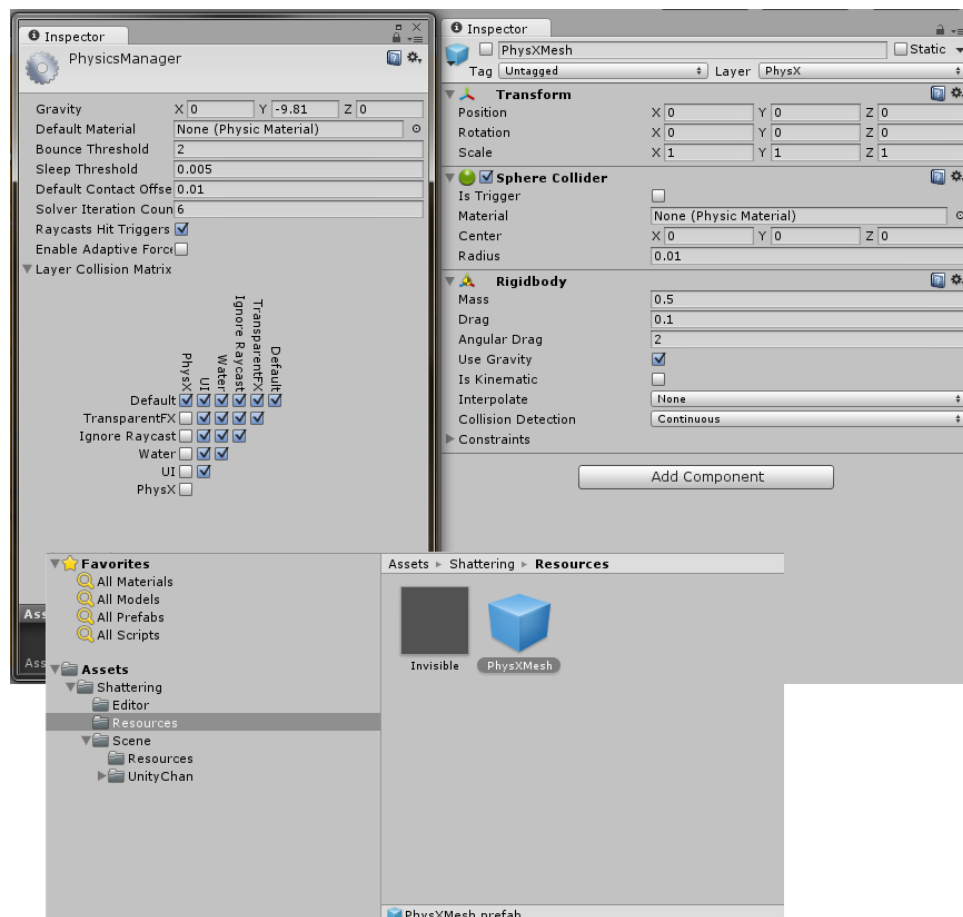 Inspector
PhysicsManager
Gravity X 0 Y -9.81 Z 0
Default Material None (Physic Material)
Bounce Threshold 2
Sleep Threshold 0.005
Default Contact Offse 0.01
Solver Iteration Coun 6
Raycasts Hit Triggers
Enable Adaptive Force
Layer Collision Matrix
PhysX
UI
Water
Ignore Raycast
TransparentFX
Default
Default
TransparentFX
Ignore Raycast
Water
UI
PhysX
Inspector
PhysXMesh Static
Tag Untagged Layer PhysX
Transform
Position X 0 Y 0 Z 0
Rotation X 0 Y 0 Z 0
Scale X 1 Y 1 Z 1
Sphere Collider
Is Trigger
Material None (Physic Material)
Center X 0 Y 0 Z 0
Radius 0.01
Rigidbody
Mass 0.5
Drag 0.1
Angular Drag 2
Use Gravity
Is Kinematic
Interpolate None
Collision Detection Continuous
Constraints
Add Component
Ass
Ass
Favorites
All Materials
All Models
All Prefabs
All Scripts
Assets
Shattering
Editor
Resources
Scene
Resources
UnityChan
Assets Shattering Resources
Invisible PhysXMesh
PhysXMesh.prefab